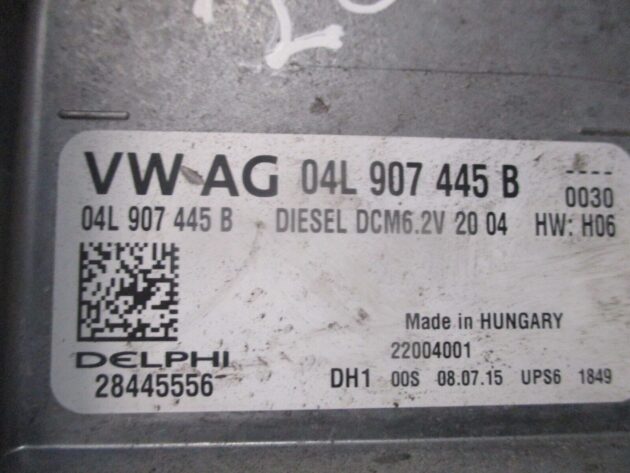 VW AG 04L 907 445 B ----
0030
04L 907 445 B DIESEL DCM6.2V 20 04 HW: H06
Made in HUNGARY
DELPHI 22004001
28445556 DH1 00S 08.07.15 UPS6 1849